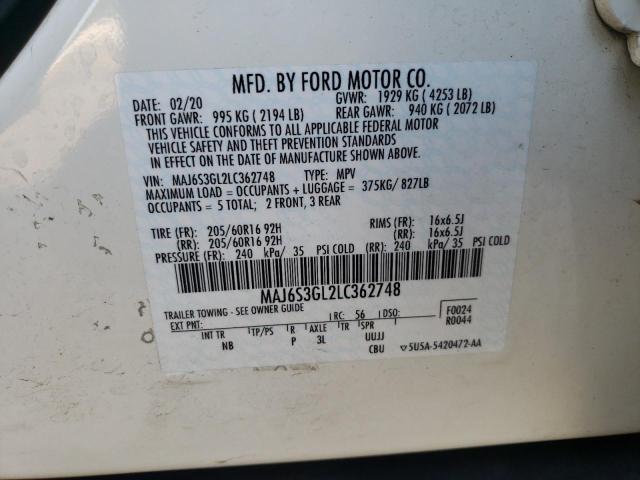 MFD. BY FORD MOTOR CO.
DATE: 02/20 GVWR: 1929 KG ( 4253 LB)
FRONT GAWR: 995 KG ( 2194 LB) REAR GAWR: 940 KG ( 2072 LB)
THIS VEHICLE CONFORMS TO ALL APPLICABLE FEDERAL MOTOR
VEHICLE SAFETY AND THEFT PREVENTION STANDARDS
IN EFFECT ON THE DATE OF MANUFACTURE SHOWN ABOVE.
VIN: MAJ6S3GL2LC362748 TYPE: MPV
MAXIMUM LOAD = OCCUPANTS + LUGGAGE = 375KG/ 827LB
OCCUPANTS = 5 TOTAL; 2 FRONT, 3 REAR
TIRE (FR): 205/60R16 92H RIMS (FR): 16x6.5J
(RR): 205/60R16 92H (RR): 16x6.5J
PRESSURE (FR): 240 kPa/ 35 PSI COLD (RR): 240 kPa/ 35 PSI COLD
MAJ6S3GL2LC362748
TRAILER TOWING - SEE OWNER GUIDE
EXT PNT: RC: 56 DSO: F0024
R0044
INT TR TP/PS R AXLE TR SPR
NB P 3L UUJJ
CBU 5U5A-5420472-AA